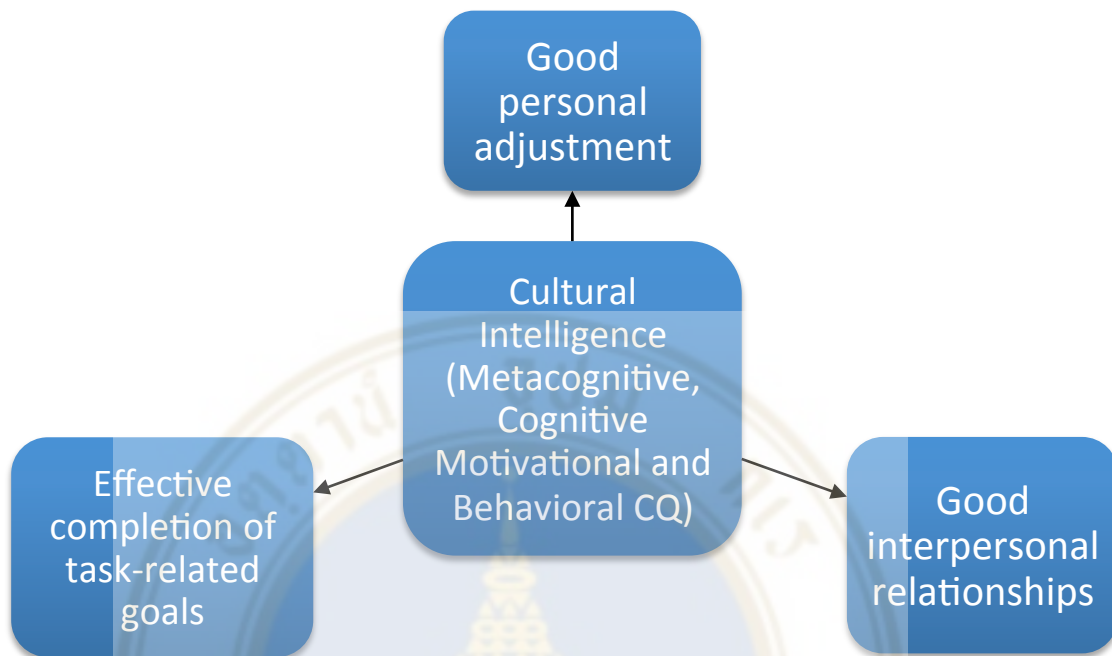 Good
personal
adjustment
Cultural
Intelligence
(Metacognitive,
Cognitive
Motivational and
Behavioral CQ)
Effective
completion of
task-related
goals
Good
interpersonal
relationships